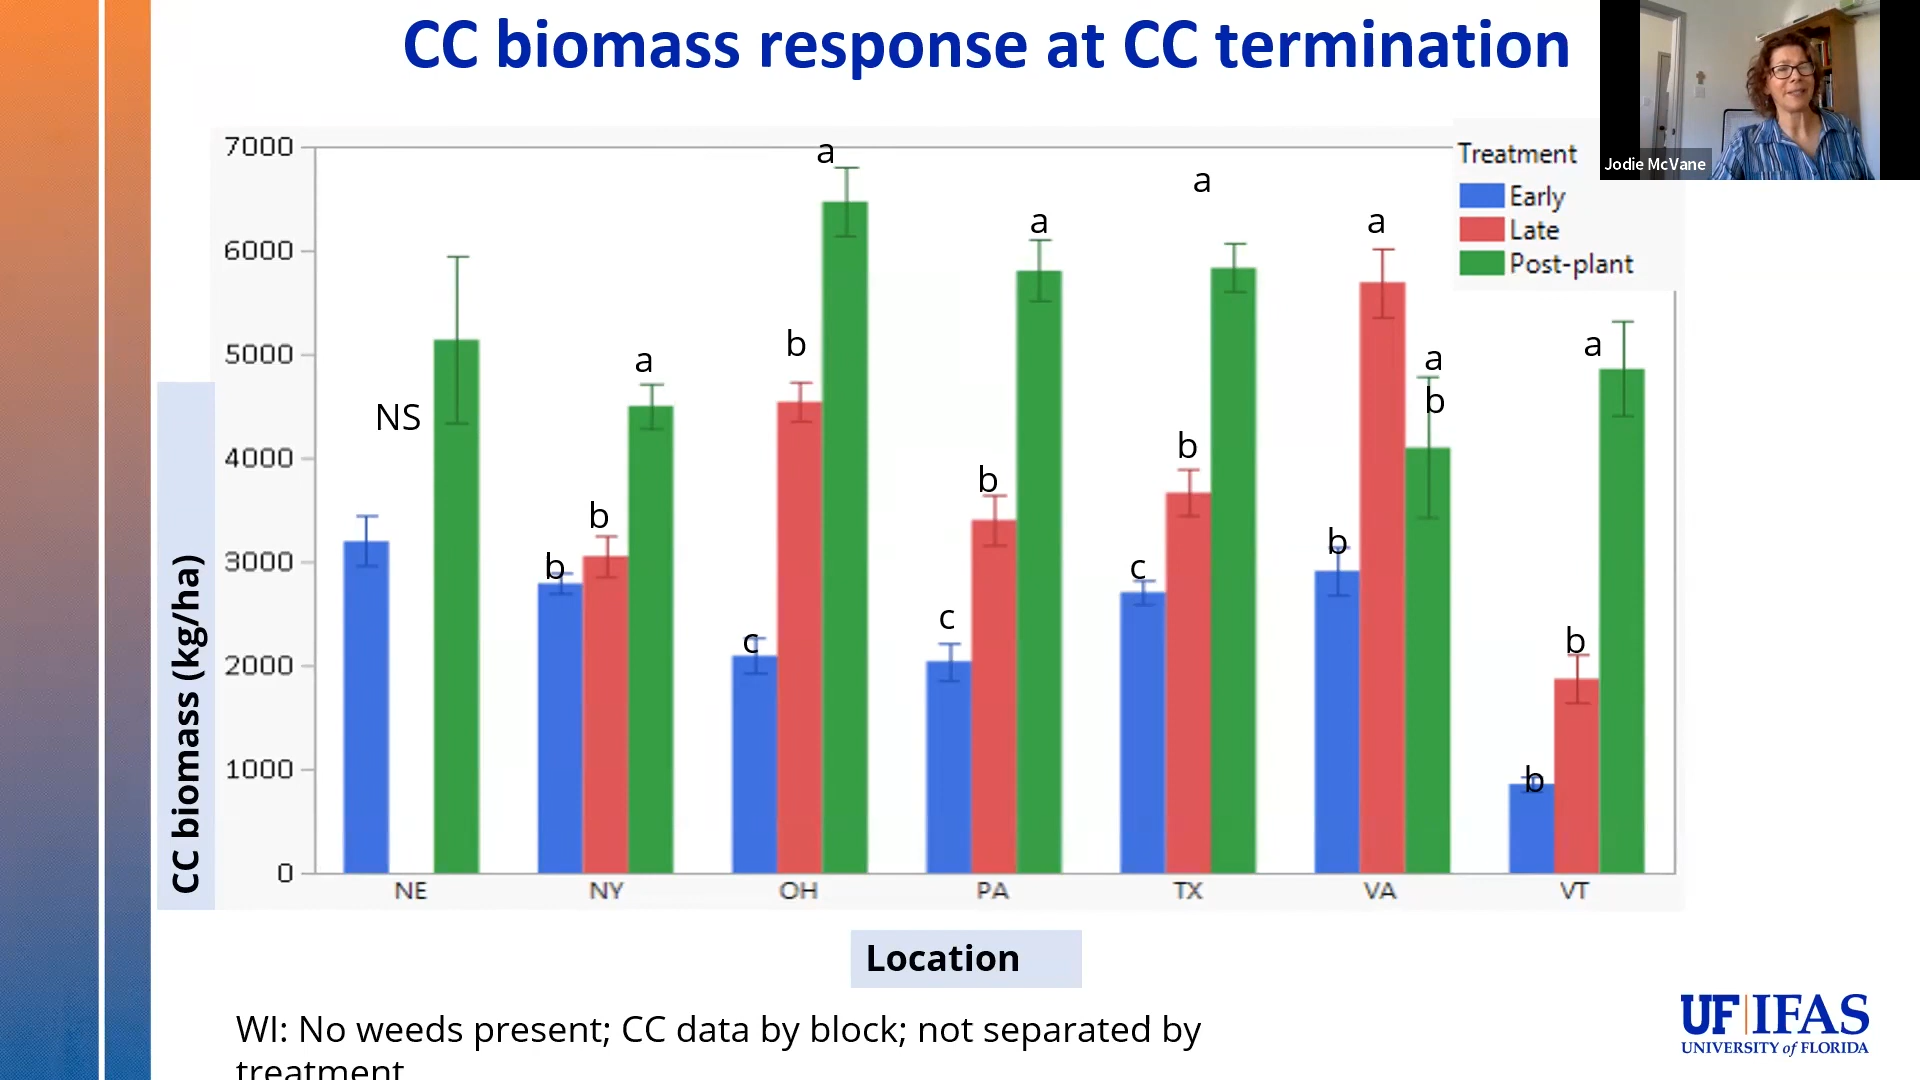 CC biomass response at CC termination
Jodie McVane
Treatment
Early
Late
Post-plant
7000
6000
5000
4000
3000
2000
1000
0
CC biomass (kg/ha)
NS
b
b
a
c
b
a
c
b
a
c
b
a
b
a
a
b
b
b
a
NE
NY
OH
PA
TX
VA
VT
Location
WI: No weeds present; CC data by block; not separated by
treatment
UF|IFAS
UNIVERSITY of FLORIDA